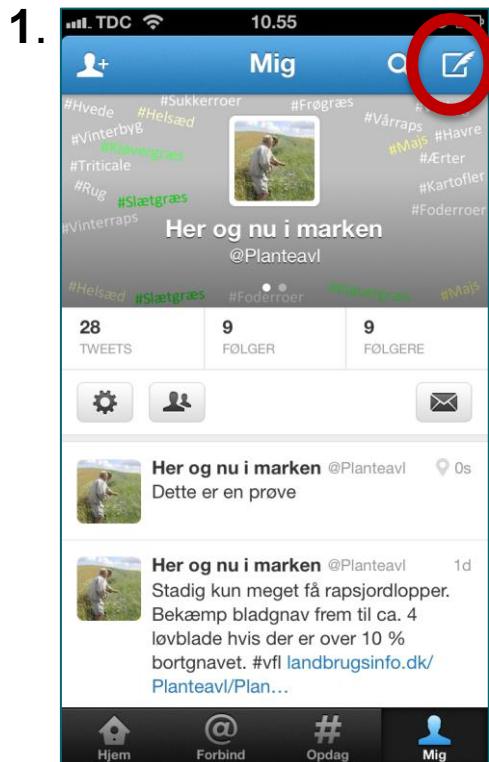 1.
TDC 10.55
Mig
#Hvede #Sukkerroer #Frøgræs
#Helsæd #Vårraps
#Vinterbyg #Majs #Havre
#Kløvergræs
#Triticale #Ærter
#Rug #Kartofler
#Slætgræs
#Vinterraps #Foderroer
Her og nu i marken
@Planteavl
#Helsæd #Slætgræs #Foderroer #Majs
28 9 9
TWEETS FØLGER FØLGERE
Her og nu i marken @Planteavl 0s
Dette er en prøve
Her og nu i marken @Planteavl 1d
Stadig kun meget få rapsjordlopper.
Bekæmp bladgnav frem til ca. 4
løvblade hvis der er over 10 %
bortgnavet. #vfl landbrugsinfo.dk/
Planteavl/Plan…
Hjem Forbind Opdag Mig